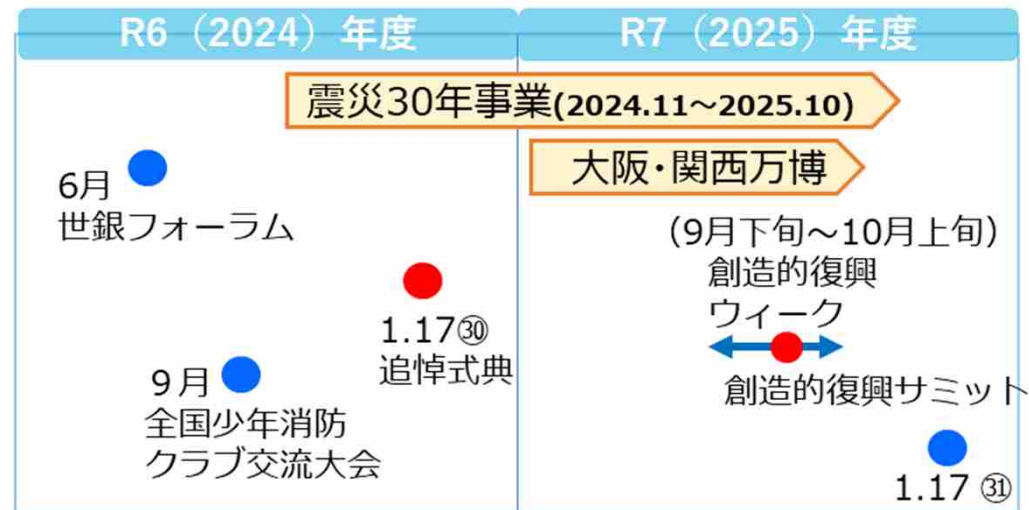 R6（2024）年度
R7（2025）年度
震災30年事業(2024.11～2025.10)
大阪・関西万博
6月
世銀フォーラム
1.17㉚
追悼式典
９月
全国少年消防
クラブ交流大会
（9月下旬～10月上旬）
創造的復興
ウィーク
創造的復興サミット
1.17 ㉛